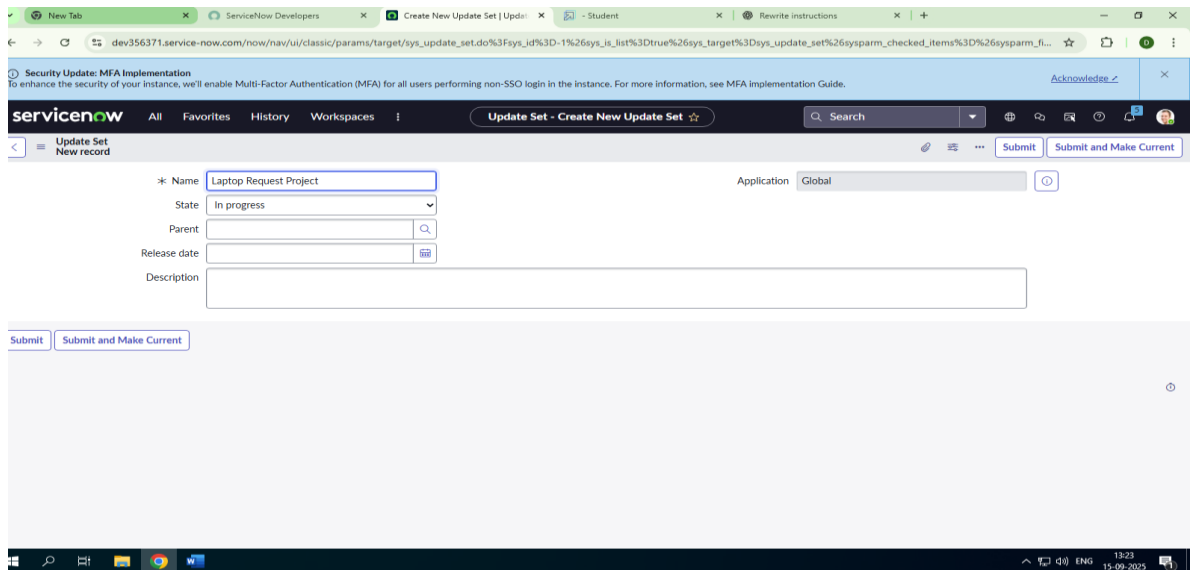 New Tab
ServiceNow Developers
Create New Update Set | Updat
- Student
Rewrite instructions
dev356371.service-now.com/now/nav/ui/classic/params/target/sys_update_set.do%3Fsys_id%3D-1%26sys_is_list%3Dtrue%26sys_target%3Dsys_update_set%26sysparm_checked_items%3D%26sysparm_fi...
Security Update: MFA Implementation
To enhance the security of your instance, we'll enable Multi-Factor Authentication (MFA) for all users performing non-SSO login in the instance. For more information, see MFA implementation Guide.
Acknowledge
servicenow All Favorites History Workspaces Update Set - Create New Update Set Search 5
Update Set
New record
Submit Submit and Make Current
Name Laptop Request Project Application Global
State In progress
Parent
Release date
Description
Submit Submit and Make Current
ENG 13:23
15-09-2025